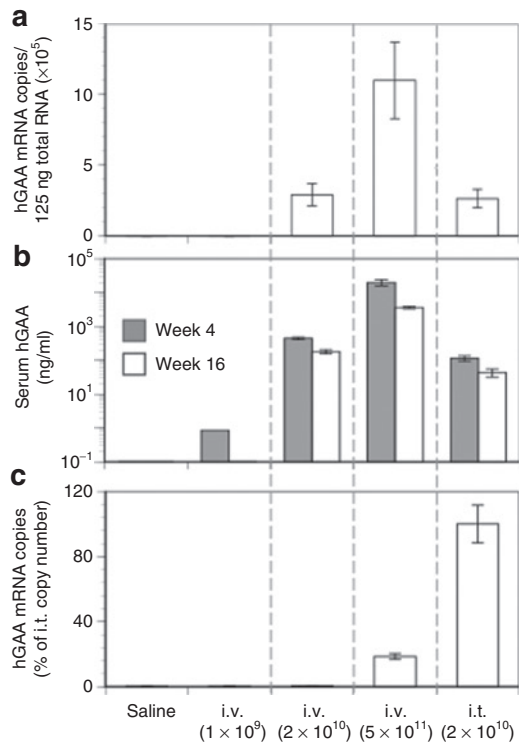 a
hGAA mRNA copies/
125 ng total RNA (×10⁵)
15
10
5
0
b
Serum hGAA
(ng/ml)
10⁵
10³
10¹
10⁻¹
Week 4
Week 16
c
hGAA mRNA copies
(% of i.t. copy number)
120
80
40
0
Saline
i.v.
(1 × 10⁹)
i.v.
(2 × 10¹⁰)
i.v.
(5 × 10¹¹)
i.t.
(2 × 10¹⁰)